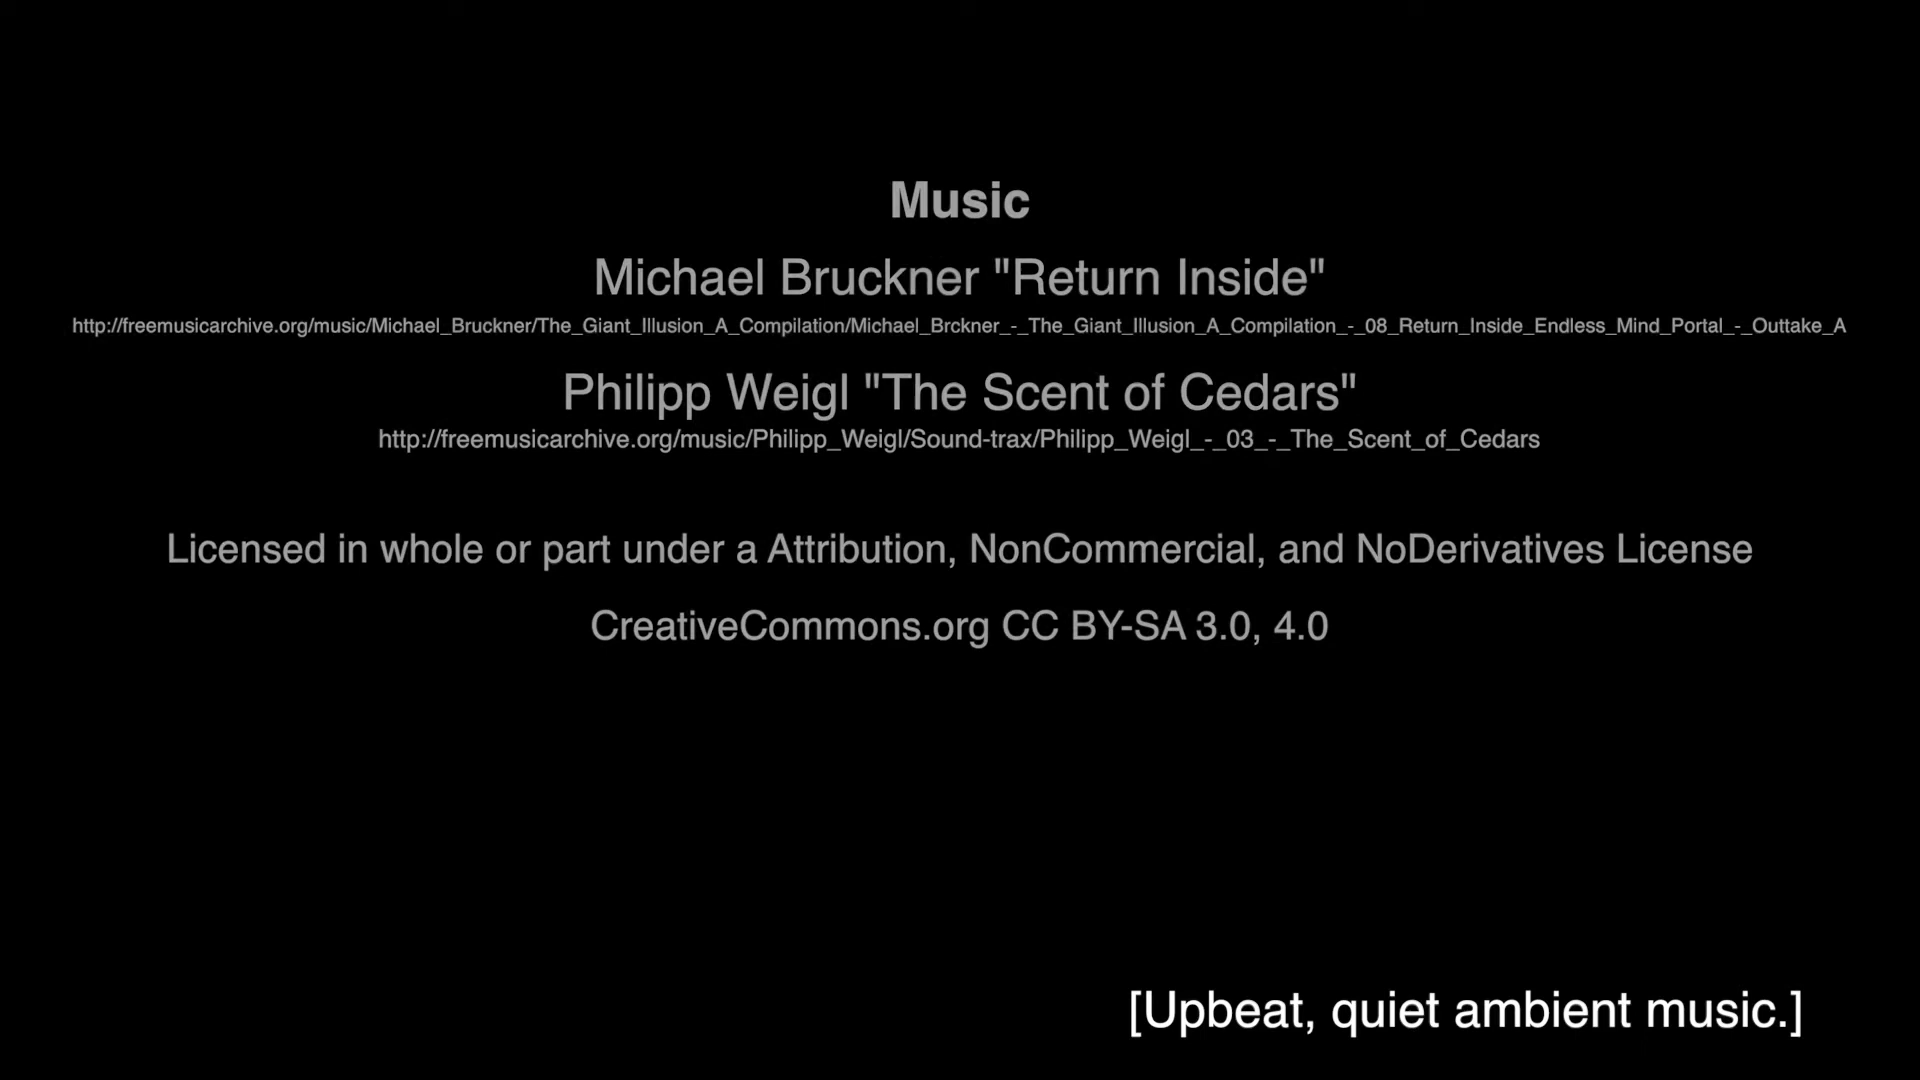 Music
Michael Bruckner "Return Inside"
http://freemusicarchive.org/music/Michael_Bruckner/The_Giant_Illusion_A_Compilation/Michael_Brckner_-_The_Giant_Illusion_A_Compilation_-_08_Return_Inside_Endless_Mind_Portal_-_Outtake_A
Philipp Weigl "The Scent of Cedars"
http://freemusicarchive.org/music/Philipp_Weigl/Sound-trax/Philipp_Weigl_-_03_-_The_Scent_of_Cedars
Licensed in whole or part under a Attribution, NonCommercial, and NoDerivatives License
CreativeCommons.org CC BY-SA 3.0, 4.0
[Upbeat, quiet ambient music.]